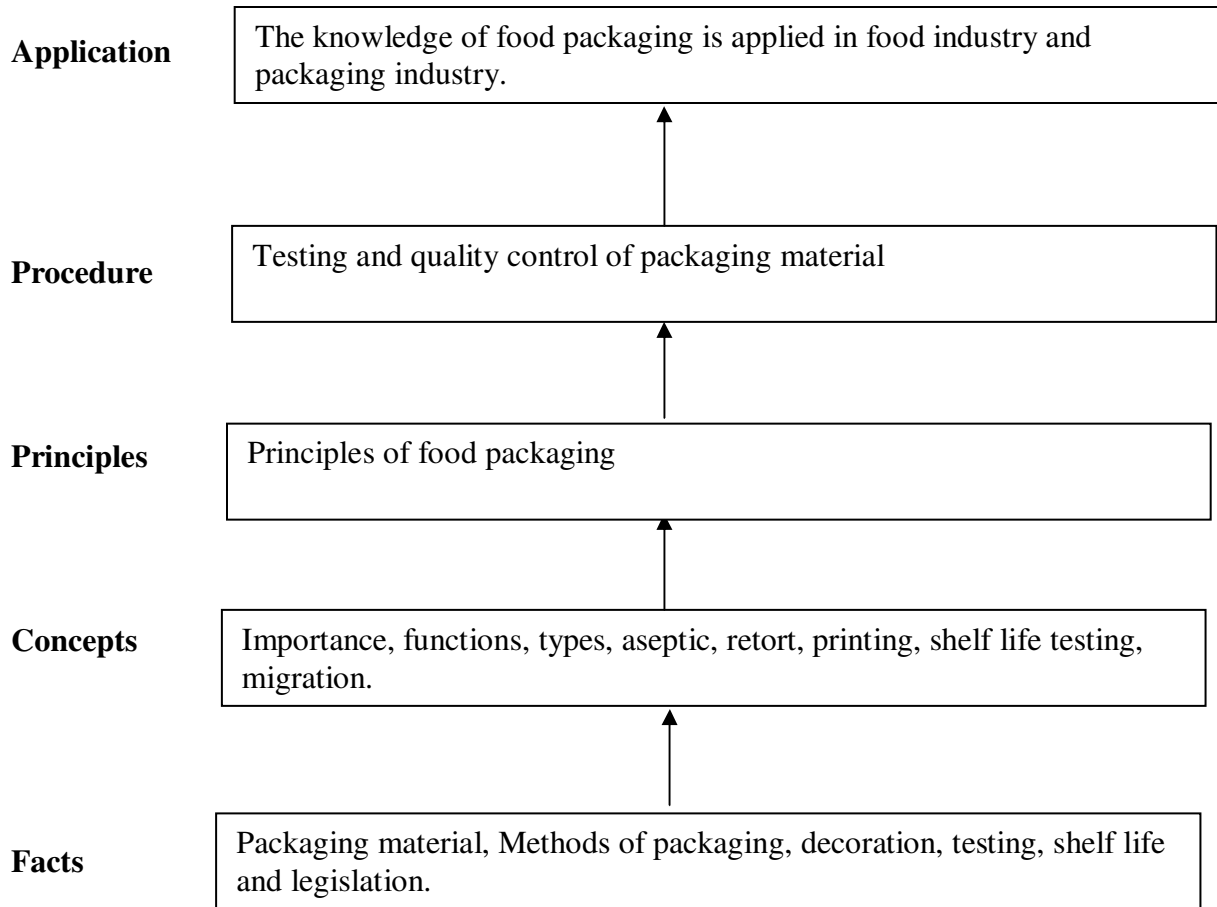 Application
The knowledge of food packaging is applied in food industry and
packaging industry.
Procedure
Testing and quality control of packaging material
Principles
Principles of food packaging
Concepts
Importance, functions, types, aseptic, retort, printing, shelf life testing,
migration.
Facts
Packaging material, Methods of packaging, decoration, testing, shelf life
and legislation.